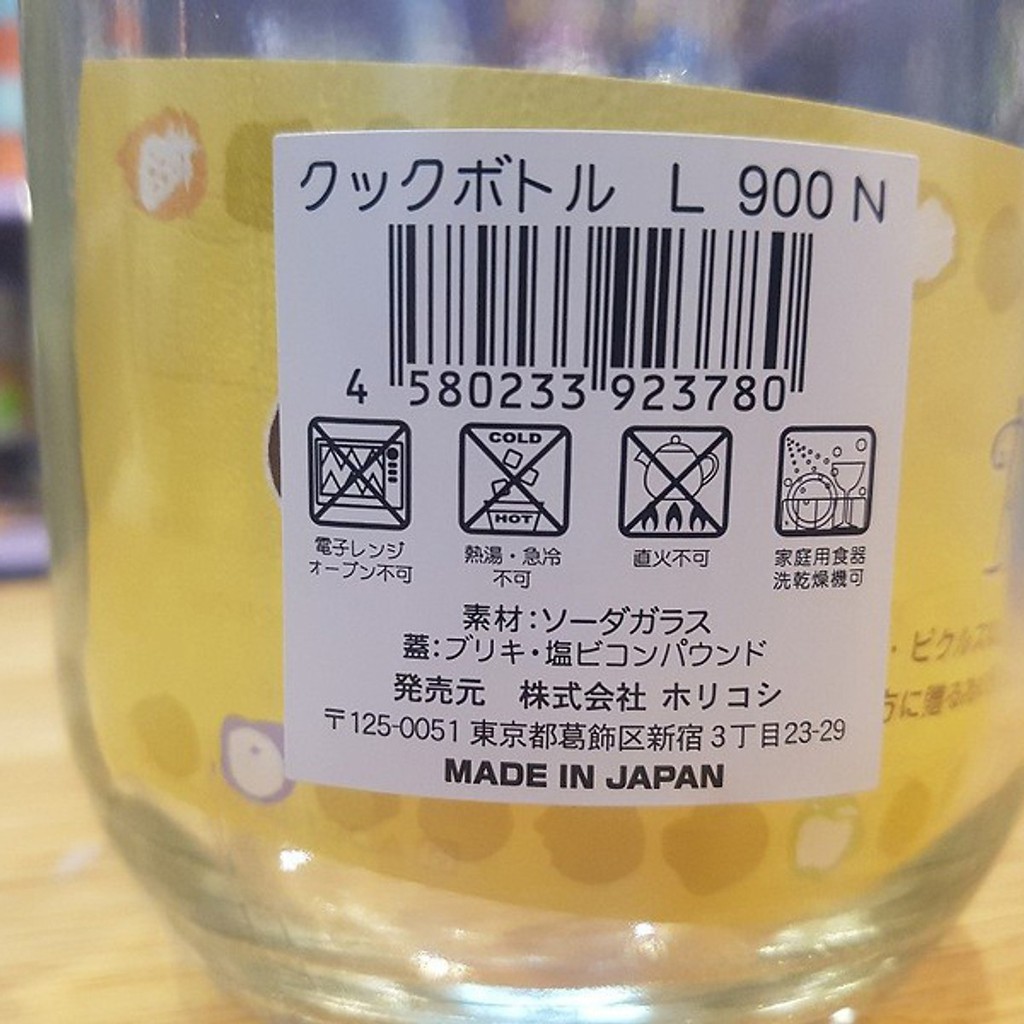 クックボトル L 900 N
4 580233 923780
COLD
HOT
電子レンジ
オーブン不可
熱湯・急冷
不可
直火不可
家庭用食器
洗乾燥機可
素材：ソーダガラス
蓋：ブリキ・塩ビコンパウンド
発売元 株式会社 ホリコシ
〒125-0051 東京都葛飾区新宿3丁目23-29
MADE IN JAPAN
・ピクルス
方に贈る